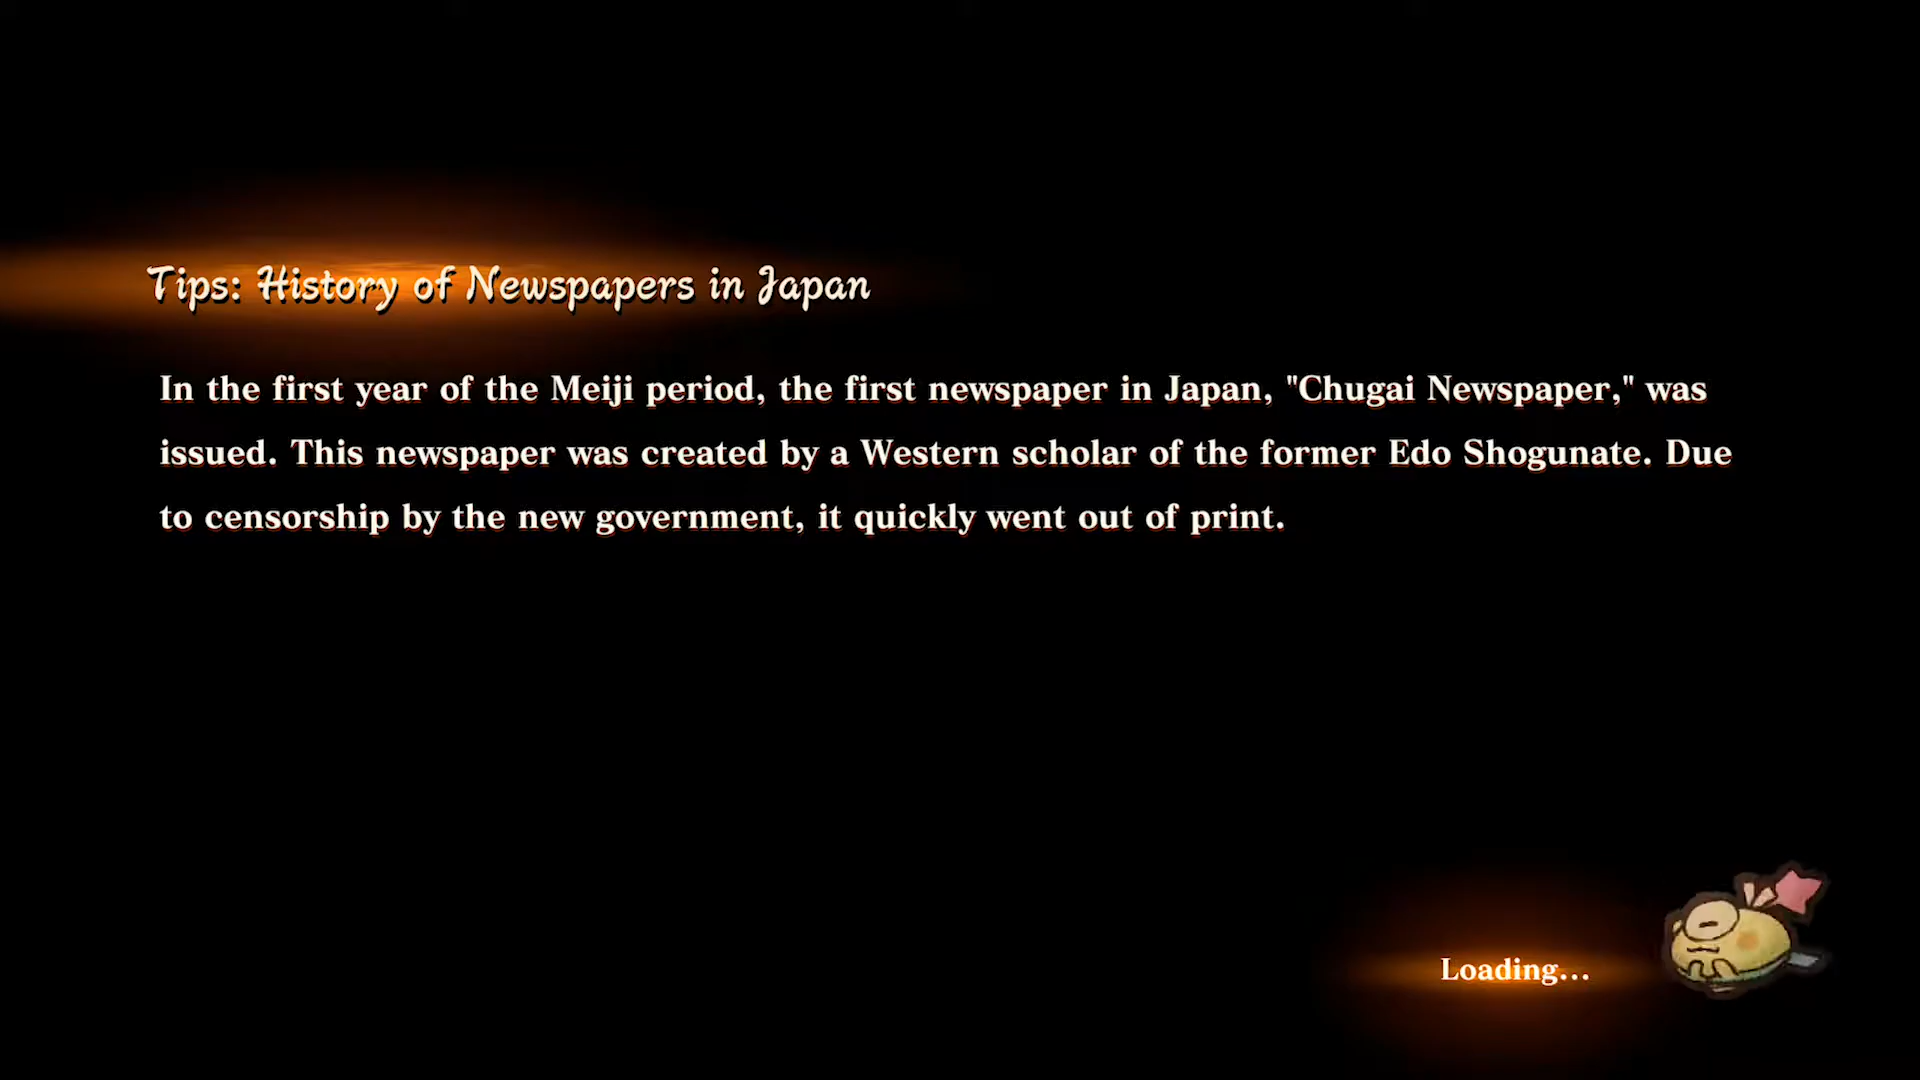 Tips: History of Newspapers in Japan
In the first year of the Meiji period, the first newspaper in Japan, "Chugai Newspaper," was
issued. This newspaper was created by a Western scholar of the former Edo Shogunate. Due
to censorship by the new government, it quickly went out of print.
Loading...